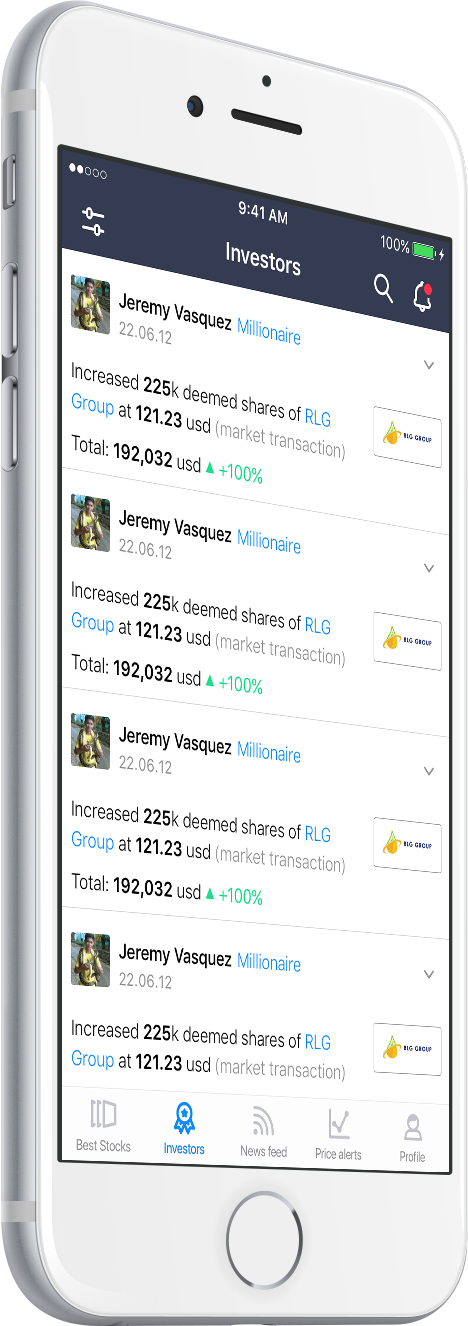 9:41 AM
100%
Investors
Jeremy Vasquez Millionaire
22.06.12
Increased 225k deemed shares of RLG
Group at 121.23 usd (market transaction)
RLG GROUP
Total: 192,032 usd ▲ +100%
Jeremy Vasquez Millionaire
22.06.12
Increased 225k deemed shares of RLG
Group at 121.23 usd (market transaction)
RLG GROUP
Total: 192,032 usd ▲ +100%
Jeremy Vasquez Millionaire
22.06.12
Increased 225k deemed shares of RLG
Group at 121.23 usd (market transaction)
RLG GROUP
Total: 192,032 usd ▲ +100%
Jeremy Vasquez Millionaire
22.06.12
Increased 225k deemed shares of RLG
Group at 121.23 usd (market transaction)
RLG GROUP
Best Stocks
Investors
News feed
Price alerts
Profile